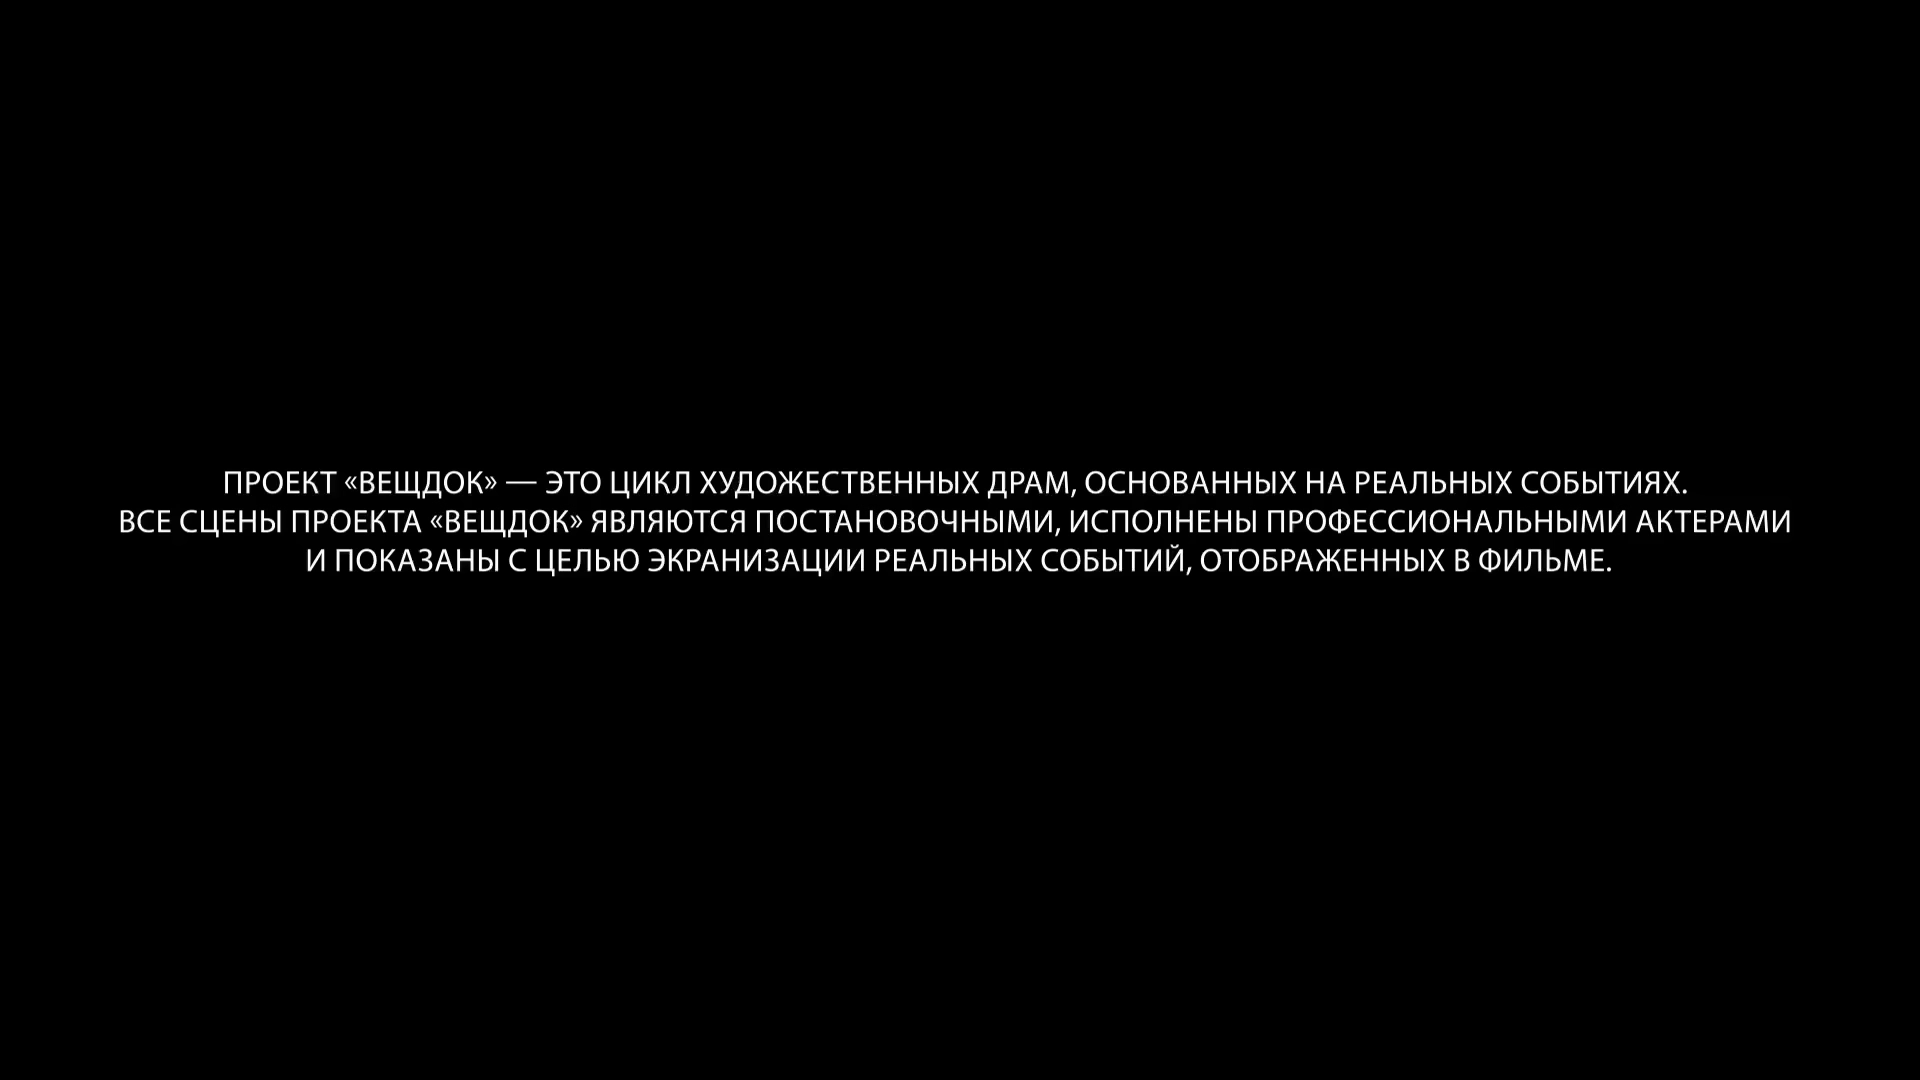 ПРОЕКТ «ВЕЩДОК» — ЭТО ЦИКЛ ХУДОЖЕСТВЕННЫХ ДРАМ, ОСНОВАННЫХ НА РЕАЛЬНЫХ СОБЫТИЯХ.
ВСЕ СЦЕНЫ ПРОЕКТА «ВЕЩДОК» ЯВЛЯЮТСЯ ПОСТАНОВОЧНЫМИ, ИСПОЛНЕНЫ ПРОФЕССИОНАЛЬНЫМИ АКТЕРАМИ
И ПОКАЗАНЫ С ЦЕЛЬЮ ЭКРАНИЗАЦИИ РЕАЛЬНЫХ СОБЫТИЙ, ОТОБРАЖЕННЫХ В ФИЛЬМЕ.